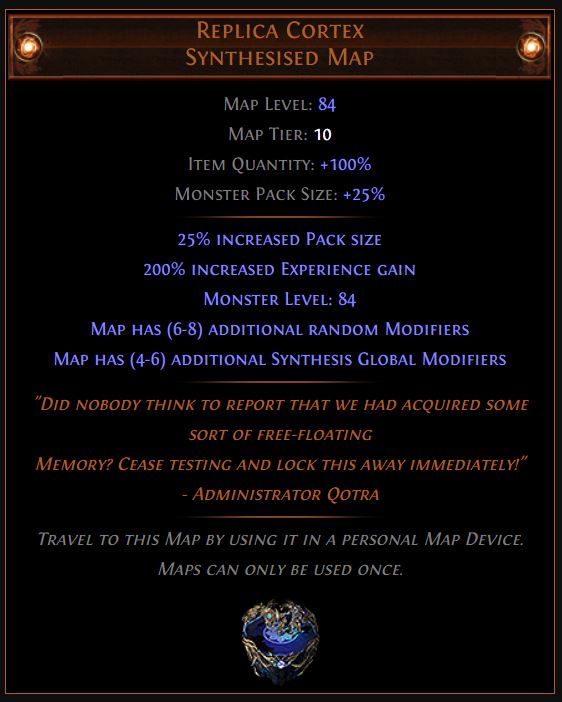 Replica Cortex
Synthesised Map
Map Level: 84
Map Tier: 10
Item Quantity: +100%
Monster Pack Size: +25%
25% increased Pack size
200% increased Experience gain
Monster Level: 84
Map has (6-8) additional random Modifiers
Map has (4-6) additional Synthesis Global Modifiers
"Did nobody think to report that we had acquired some
sort of free-floating
Memory? Cease testing and lock this away immediately!"
- Administrator Qotra
Travel to this Map by using it in a personal Map Device.
Maps can only be used once.